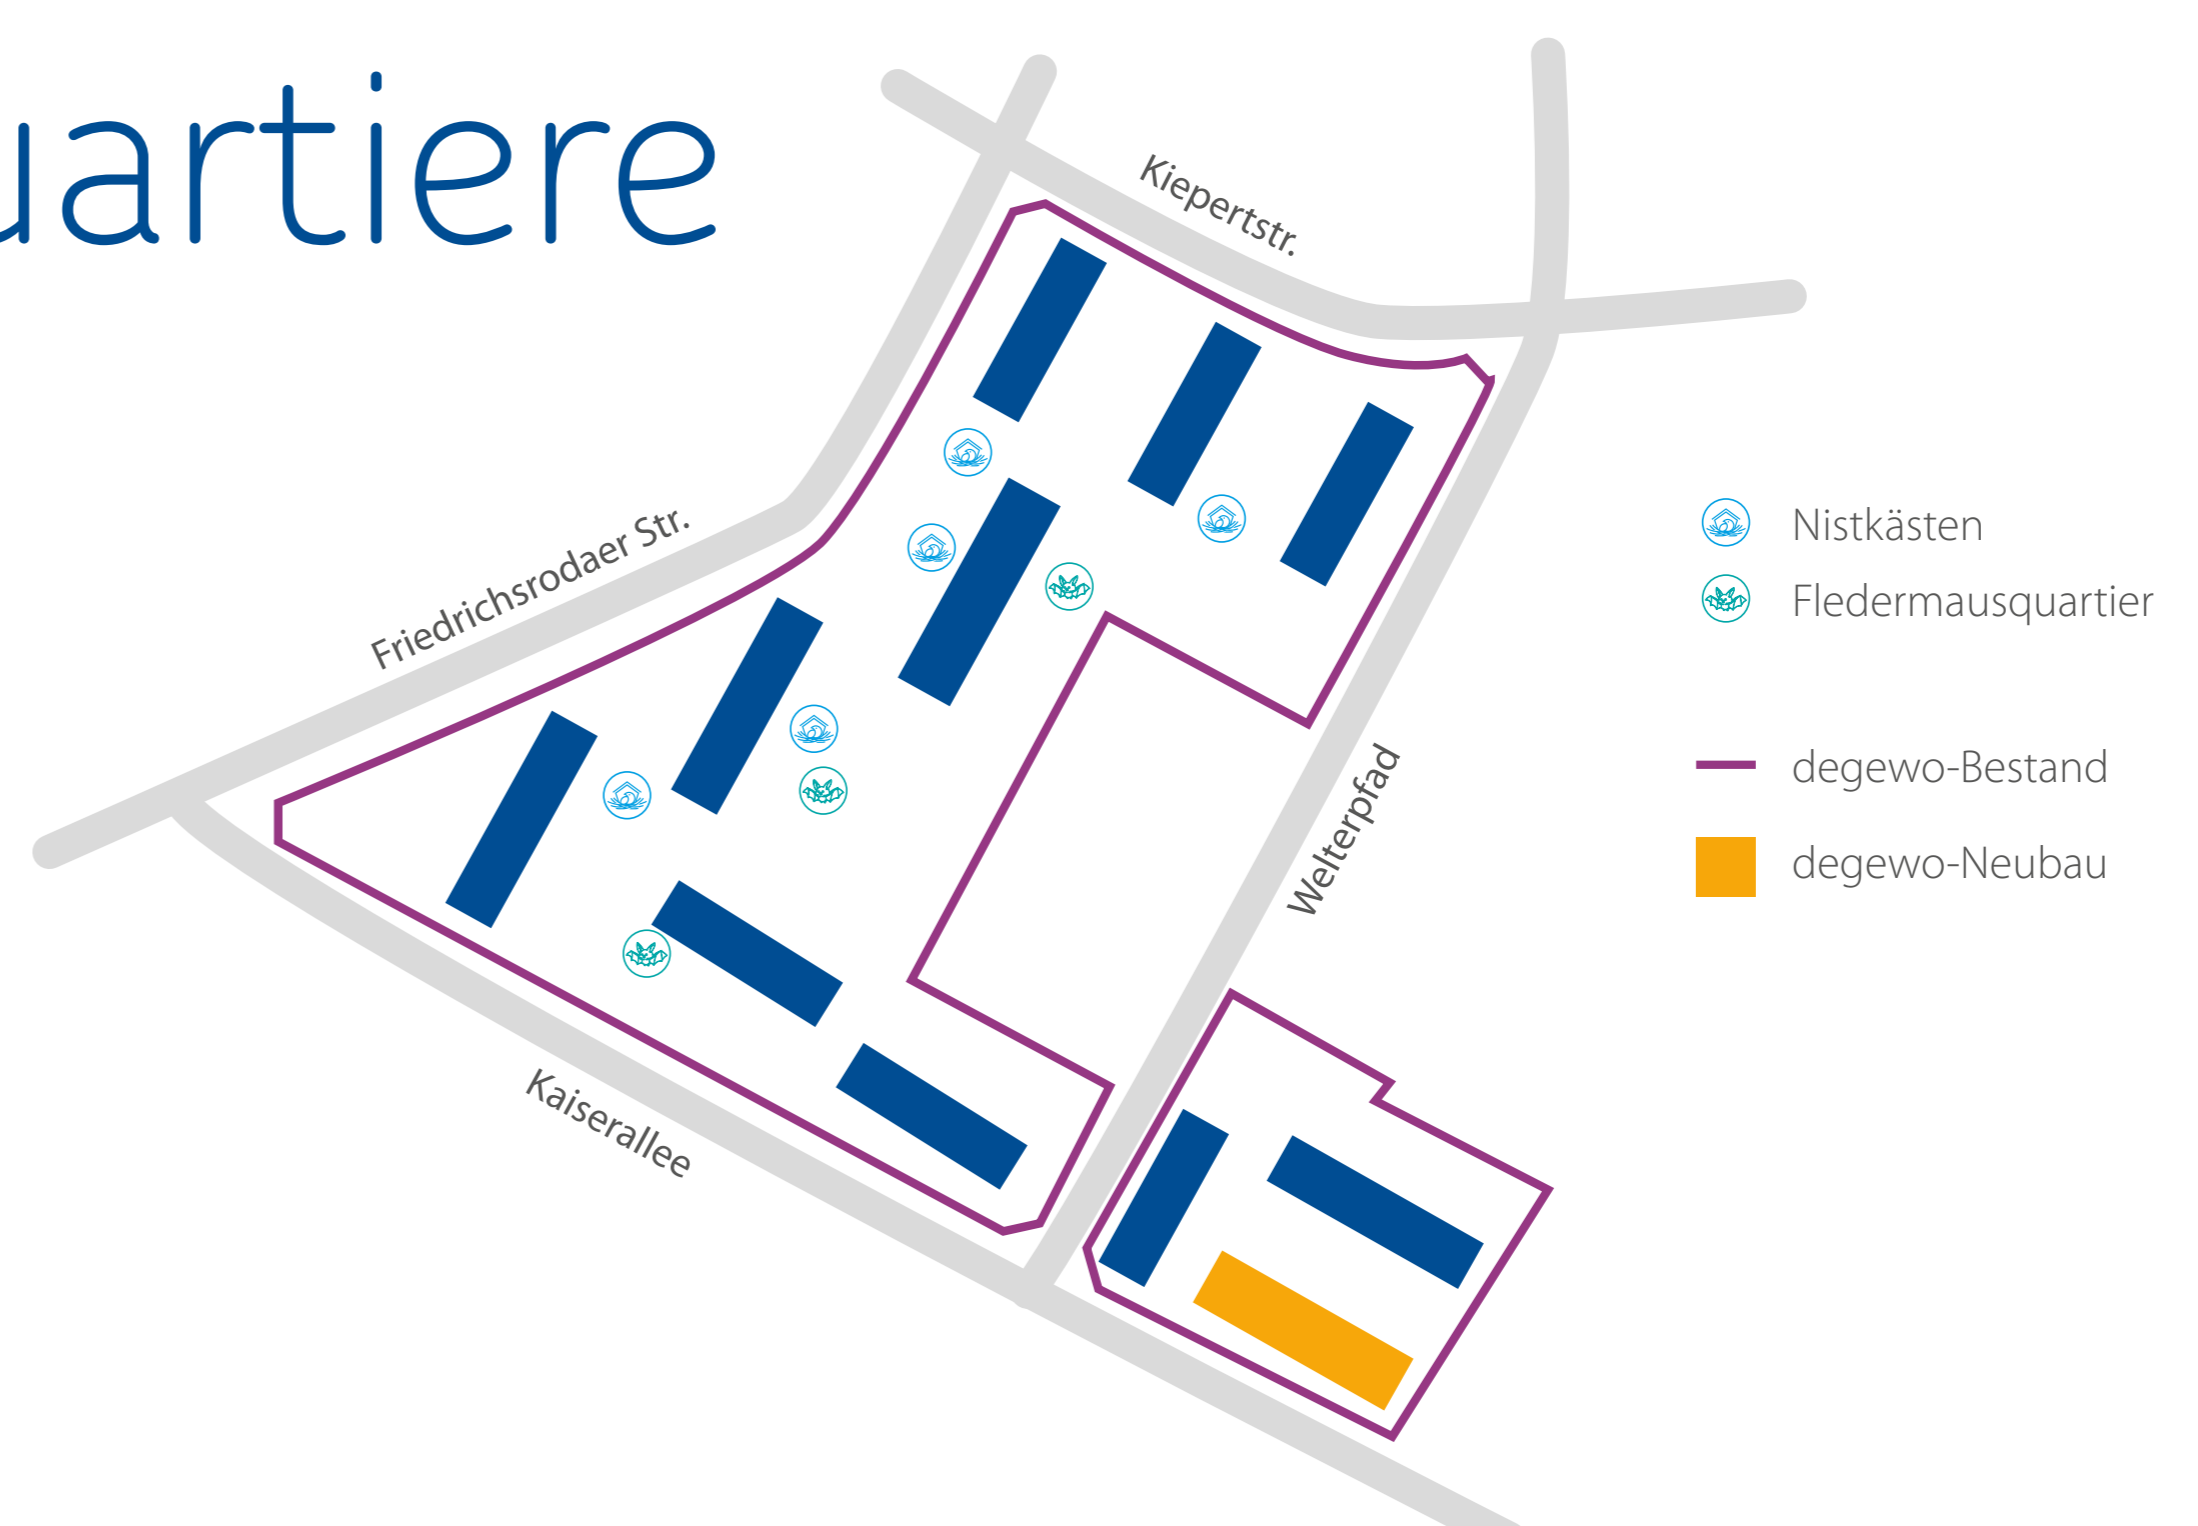 uartiere
Kiepertstr.
Friedrichsrodaer Str.
Nistkästen
Fledermausquartier
degewo-Bestand
Welterpfad
degewo-Neubau
Kaiserallee